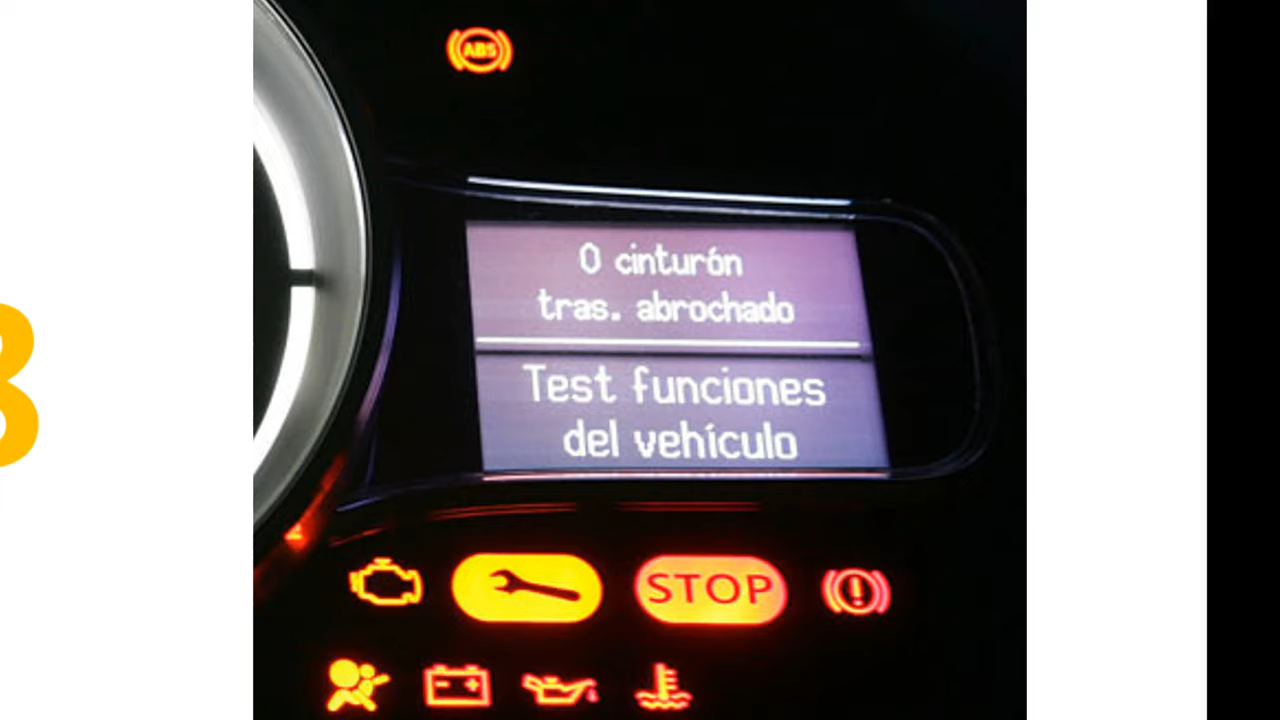 ABS
0 cinturón
tras. abrochado
Test funciones
del vehículo
STOP